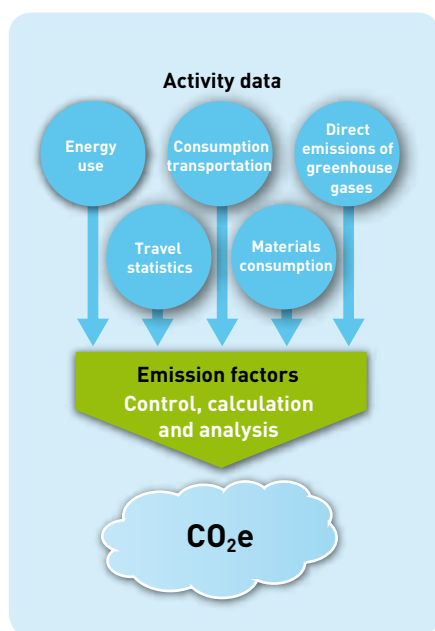 Activity data
Energy
use
Consumption
transportation
Direct
emissions of
greenhouse
gases
Travel
statistics
Materials
consumption
Emission factors
Control, calculation
and analysis
CO₂e